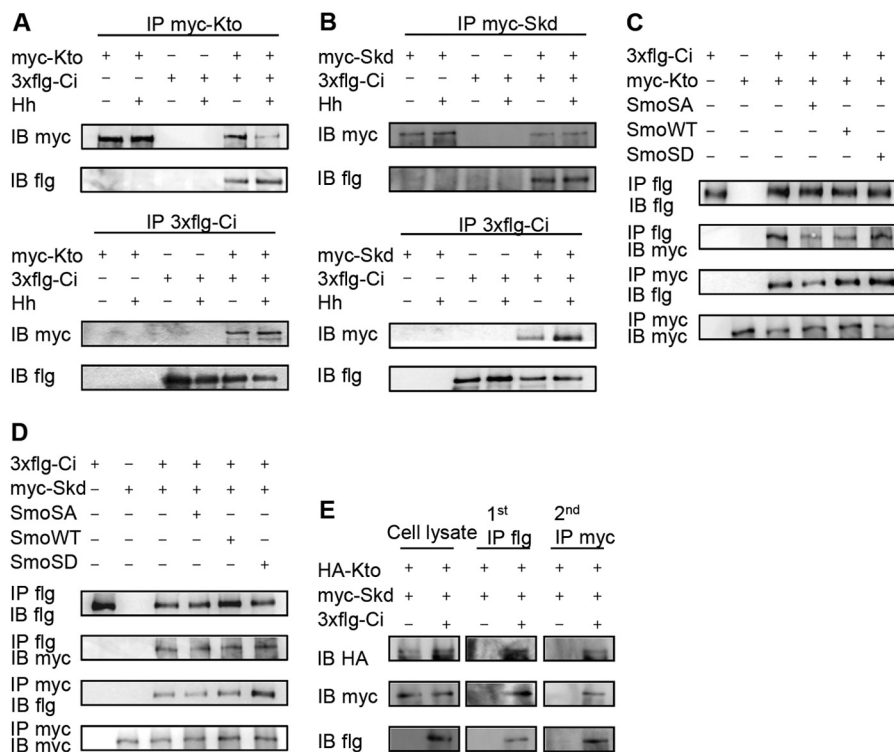 A
IP myc-Kto
myc-Kto + + – – + +
3xflg-Ci – – + + + +
Hh – + – + – +
IB myc
IB flg
IP 3xflg-Ci
myc-Kto + + – – + +
3xflg-Ci – – + + + +
Hh – + – + – +
IB myc
IB flg
B
IP myc-Skd
myc-Skd + + – – + +
3xflg-Ci – – + + + +
Hh – + – + – +
IB myc
IB flg
IP 3xflg-Ci
myc-Skd + + – – + +
3xflg-Ci – – + + + +
Hh – + – + – +
IB myc
IB flg
C
3xflg-Ci + – + + + +
myc-Kto – + + + + +
SmoSA – – – + – –
SmoWT – – – – + –
SmoSD – – – – – +
IP flg
IB flg
IP flg
IB myc
IP myc
IB flg
IP myc
IB myc
D
3xflg-Ci + – + + + +
myc-Skd – + + + + +
SmoSA – – – + – –
SmoWT – – – – + –
SmoSD – – – – – +
IP flg
IB flg
IP flg
IB myc
IP myc
IB flg
IP myc
IB myc
E
Cell lysate 1st IP flg 2nd IP myc
HA-Kto + + + + + +
myc-Skd + + + + + +
3xflg-Ci – + – + – +
IB HA
IB myc
IB flg